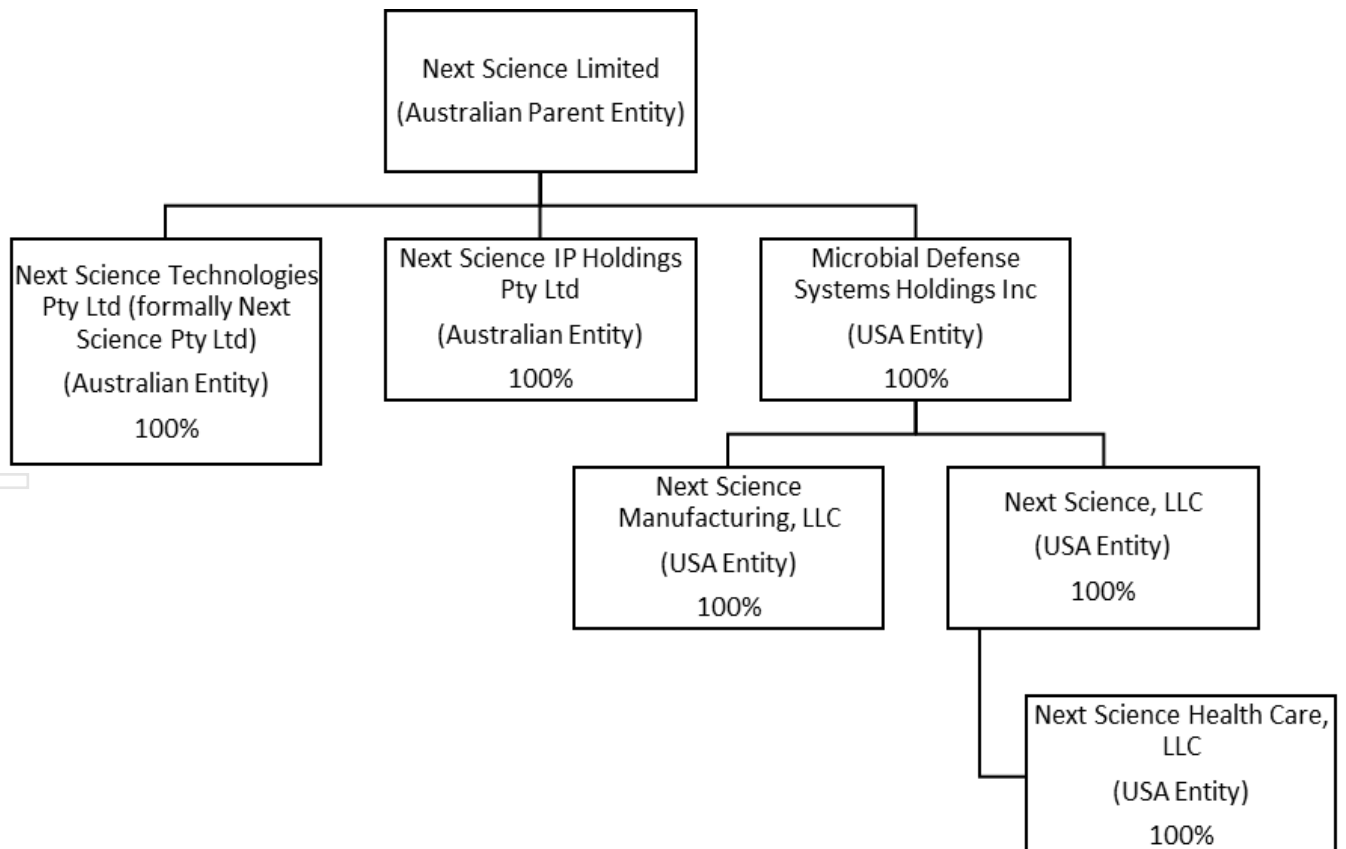 Next Science Limited
(Australian Parent Entity)
Next Science Technologies
Pty Ltd (formally Next
Science Pty Ltd)
(Australian Entity)
100%
Next Science IP Holdings
Pty Ltd
(Australian Entity)
100%
Microbial Defense
Systems Holdings Inc
(USA Entity)
100%
Next Science
Manufacturing, LLC
(USA Entity)
100%
Next Science, LLC
(USA Entity)
100%
Next Science Health Care,
LLC
(USA Entity)
100%